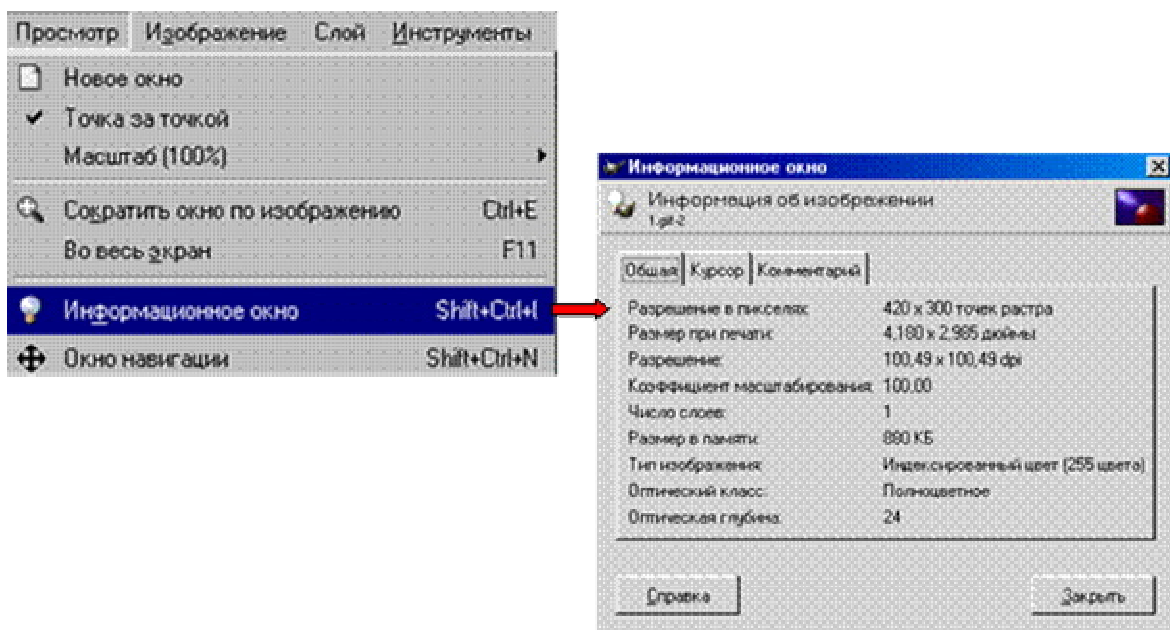 Просмотр Изображение Слой Инструменты
Новое окно
Точка за точкой
Масштаб (100%)
Сократить окно по изображению Ctrl+E
Во весь экран F11
Информационное окно Shift+Ctrl+I
Окно навигации Shift+Ctrl+N
Информационное окно
Информация об изображении
1.gif-2
Общая Курсор Комментарий
Разрешение в пикселях: 420 x 300 точек растра
Размер при печати: 4,180 x 2,985 дюймы
Разрешение: 100,49 x 100,49 dpi
Коэффициент масштабирования: 100,00
Число слоев: 1
Размер в памяти: 880 КБ
Тип изображения: Индексированный цвет (255 цвета)
Оптический класс: Полноцветное
Оптическая глубина: 24
Справка Закрыть